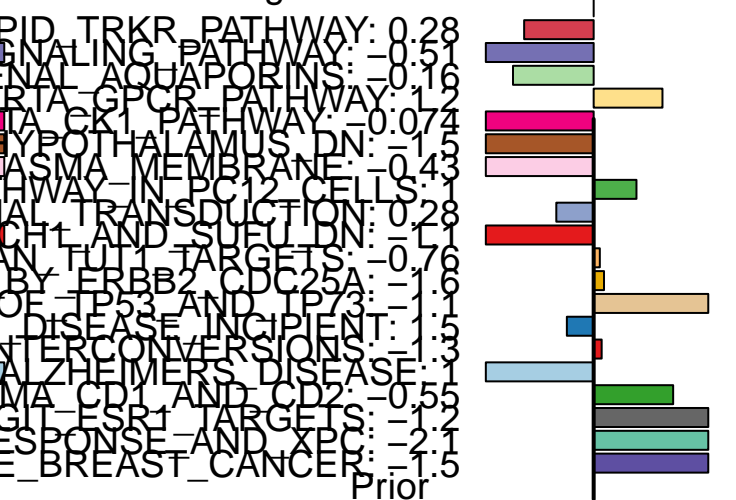 PID_TRKR_PATHWAY: 0.28
GNALING_PATHWAY: −0.51
ENAL_AQUAPORINS: −0.16
RTA_GPCR_PATHWAY: 1.2
TA_CK1_PATHWAY: −0.074
HYPOTHALAMUS_DN: −1.5
ASMA_MEMBRANE: −0.43
HWAY_IN_PC12_CELLS: 1
AL_TRANSDUCTION: 0.28
CH1_AND_SUFU_DN: −1.1
AN_TUT1_TARGETS: −0.76
BY_ERBB2_CDC25A: −1.6
OF_TP53_AND_TP73: −1.1
DISEASE_INCIPIENT: 1.5
NTERCONVERSIONS: −1.3
ALZHEIMERS_DISEASE: 1
MA_CD1_AND_CD2: −0.55
GIT_ESR1_TARGETS: −1.2
ESPONSE_AND_XPC: −2.1
E_BREAST_CANCER: −1.5
Prior